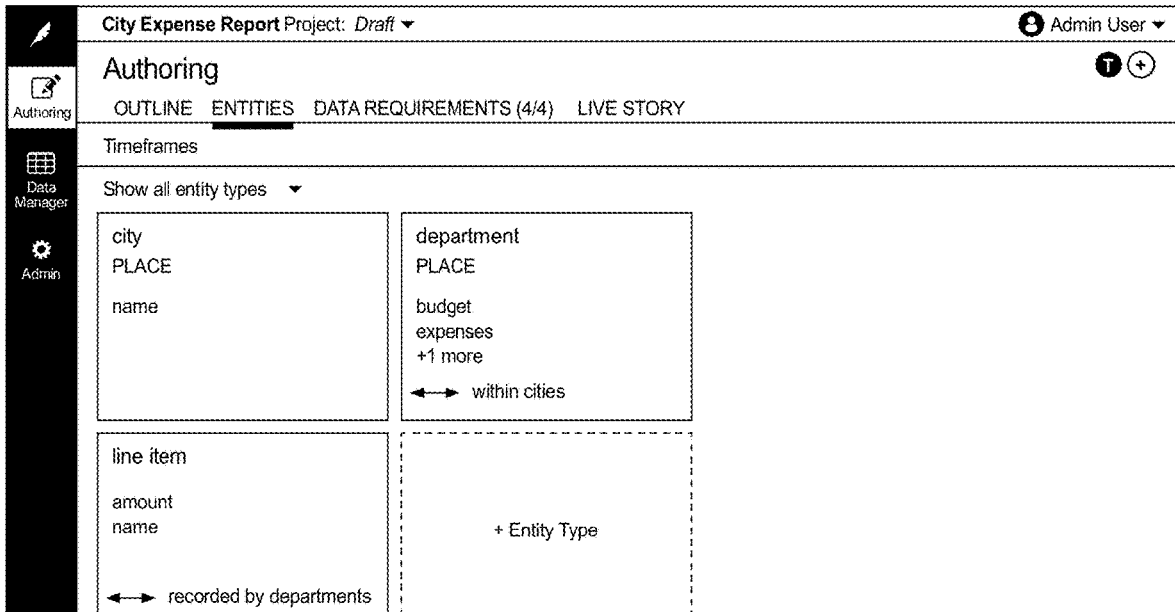 City Expense Report Project: Draft
Admin User
Authoring
T +
Authoring
OUTLINE ENTITIES DATA REQUIREMENTS (4/4) LIVE STORY
Timeframes
Data
Manager
Show all entity types
Admin
city
PLACE
name
department
PLACE
budget
expenses
+1 more
within cities
line item
amount
name
recorded by departments
+ Entity Type